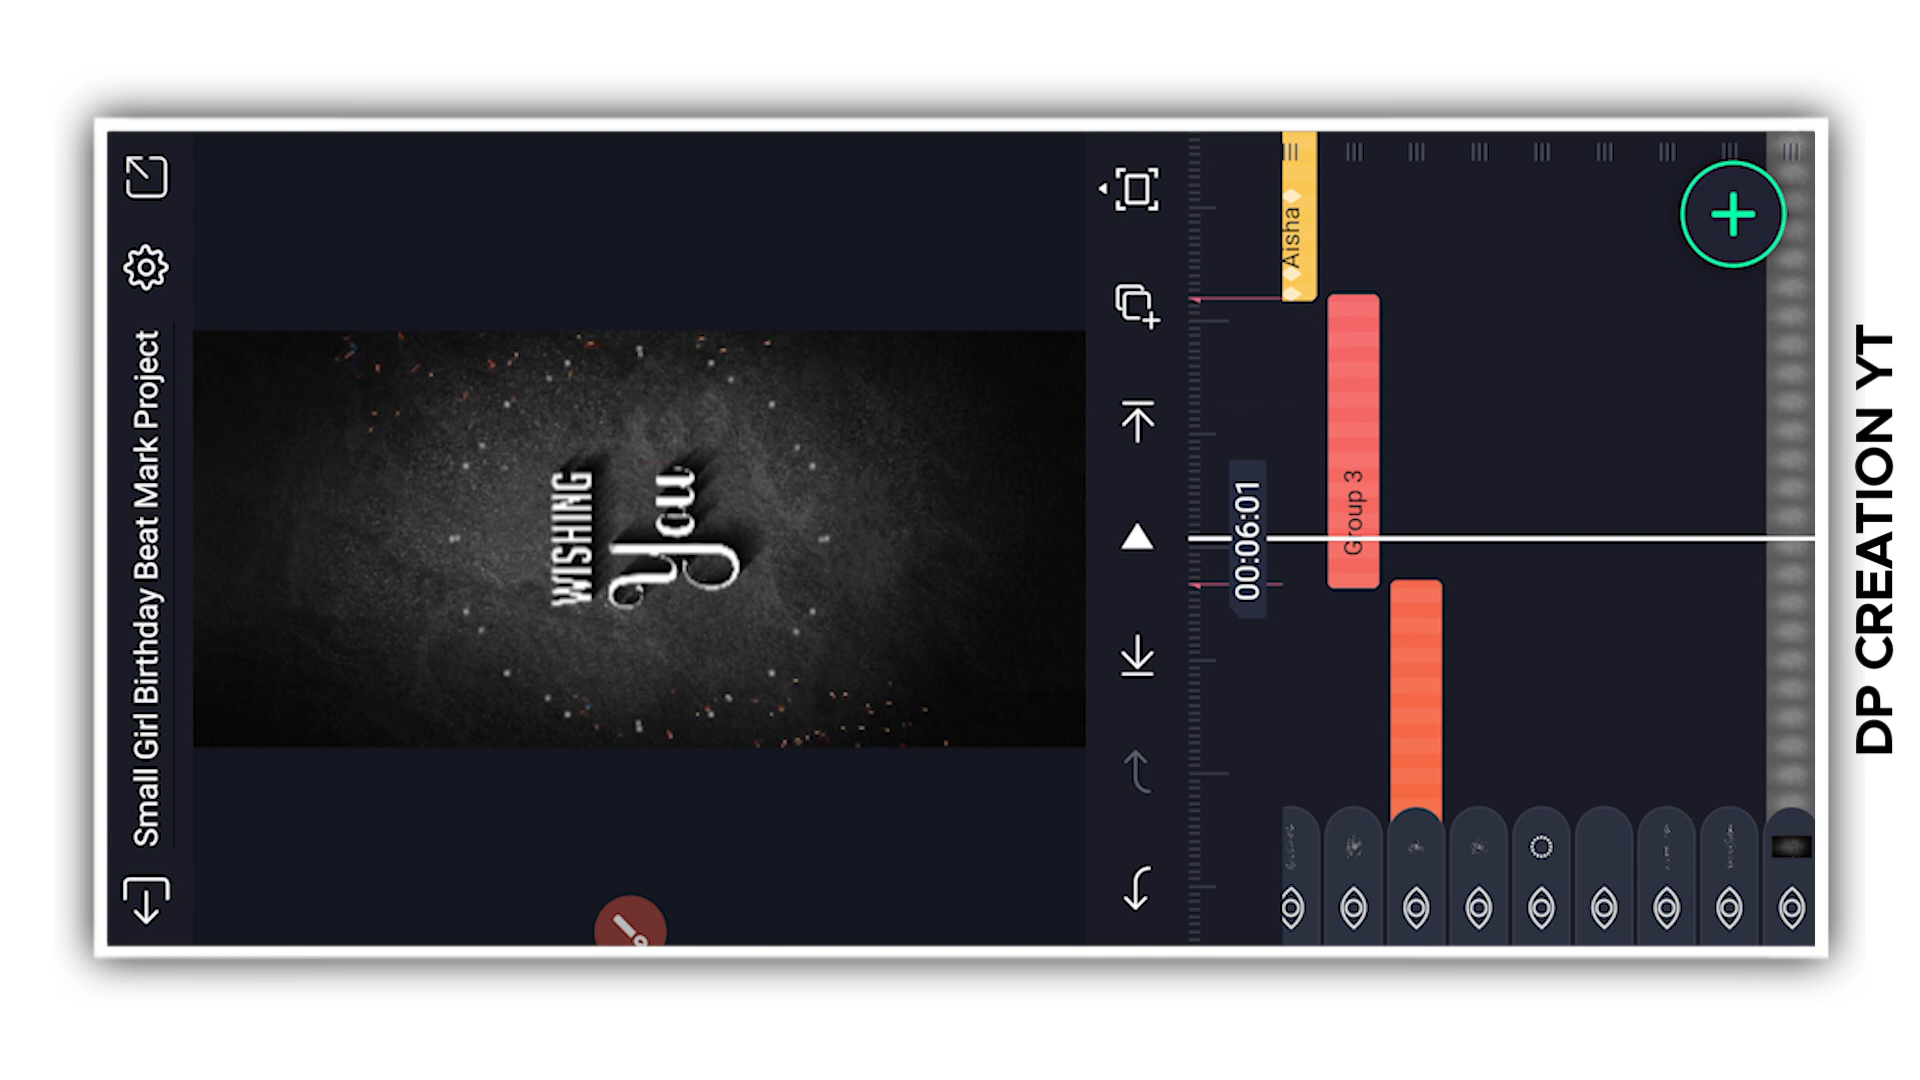 Small Girl Birthday Beat Mark Project
WISHING
You
00:06:01
Aisha
Group 3
DP CREATION YT